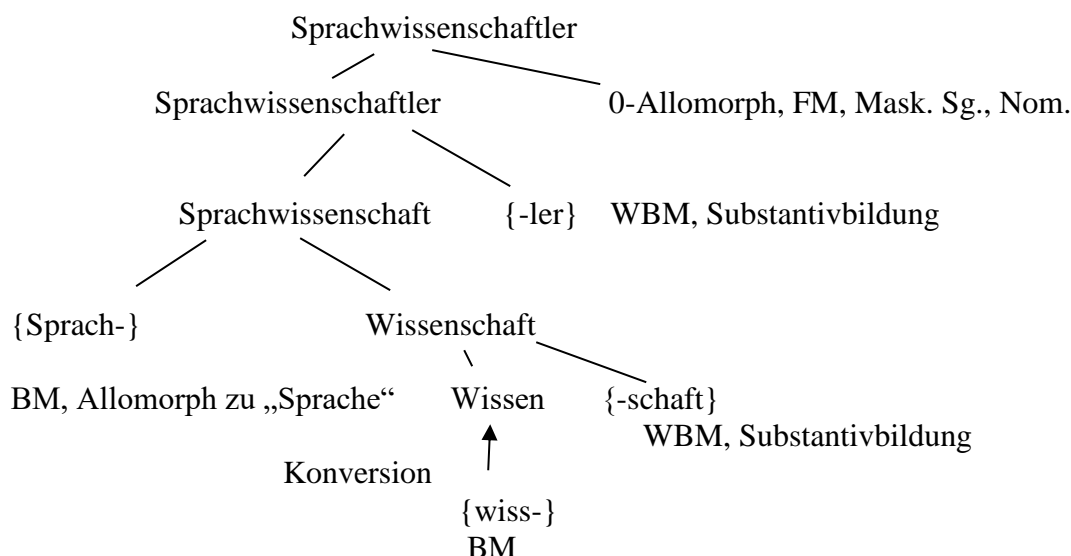 Sprachwissenschaftler
Sprachwissenschaftler 0-Allomorph, FM, Mask. Sg., Nom.
Sprachwissenschaft {-ler} WBM, Substantivbildung
{Sprach-} Wissenschaft
BM, Allomorph zu „Sprache“ Wissen {-schaft}
WBM, Substantivbildung
Konversion
{wiss-}
BM